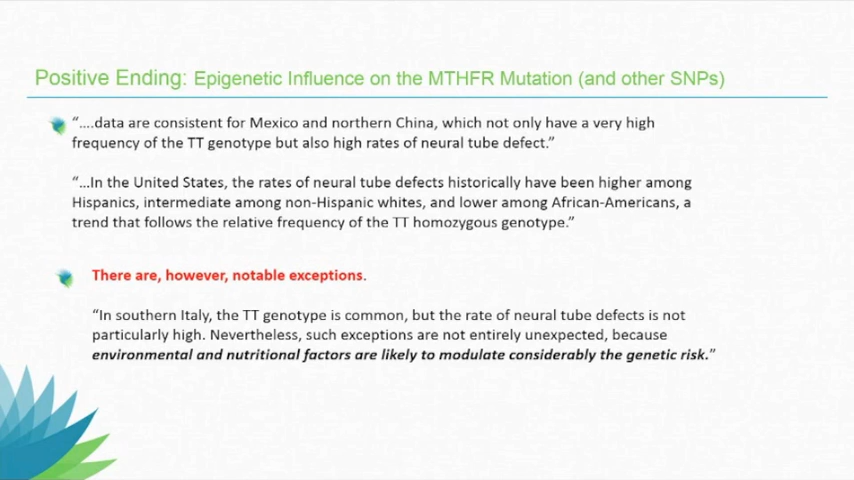 Positive Ending: Epigenetic Influence on the MTHFR Mutation (and other SNPs)
“....data are consistent for Mexico and northern China, which not only have a very high
frequency of the TT genotype but also high rates of neural tube defect.”
“...In the United States, the rates of neural tube defects historically have been higher among
Hispanics, intermediate among non-Hispanic whites, and lower among African-Americans, a
trend that follows the relative frequency of the TT homozygous genotype.”
There are, however, notable exceptions.
“In southern Italy, the TT genotype is common, but the rate of neural tube defects is not
particularly high. Nevertheless, such exceptions are not entirely unexpected, because
environmental and nutritional factors are likely to modulate considerably the genetic risk.”